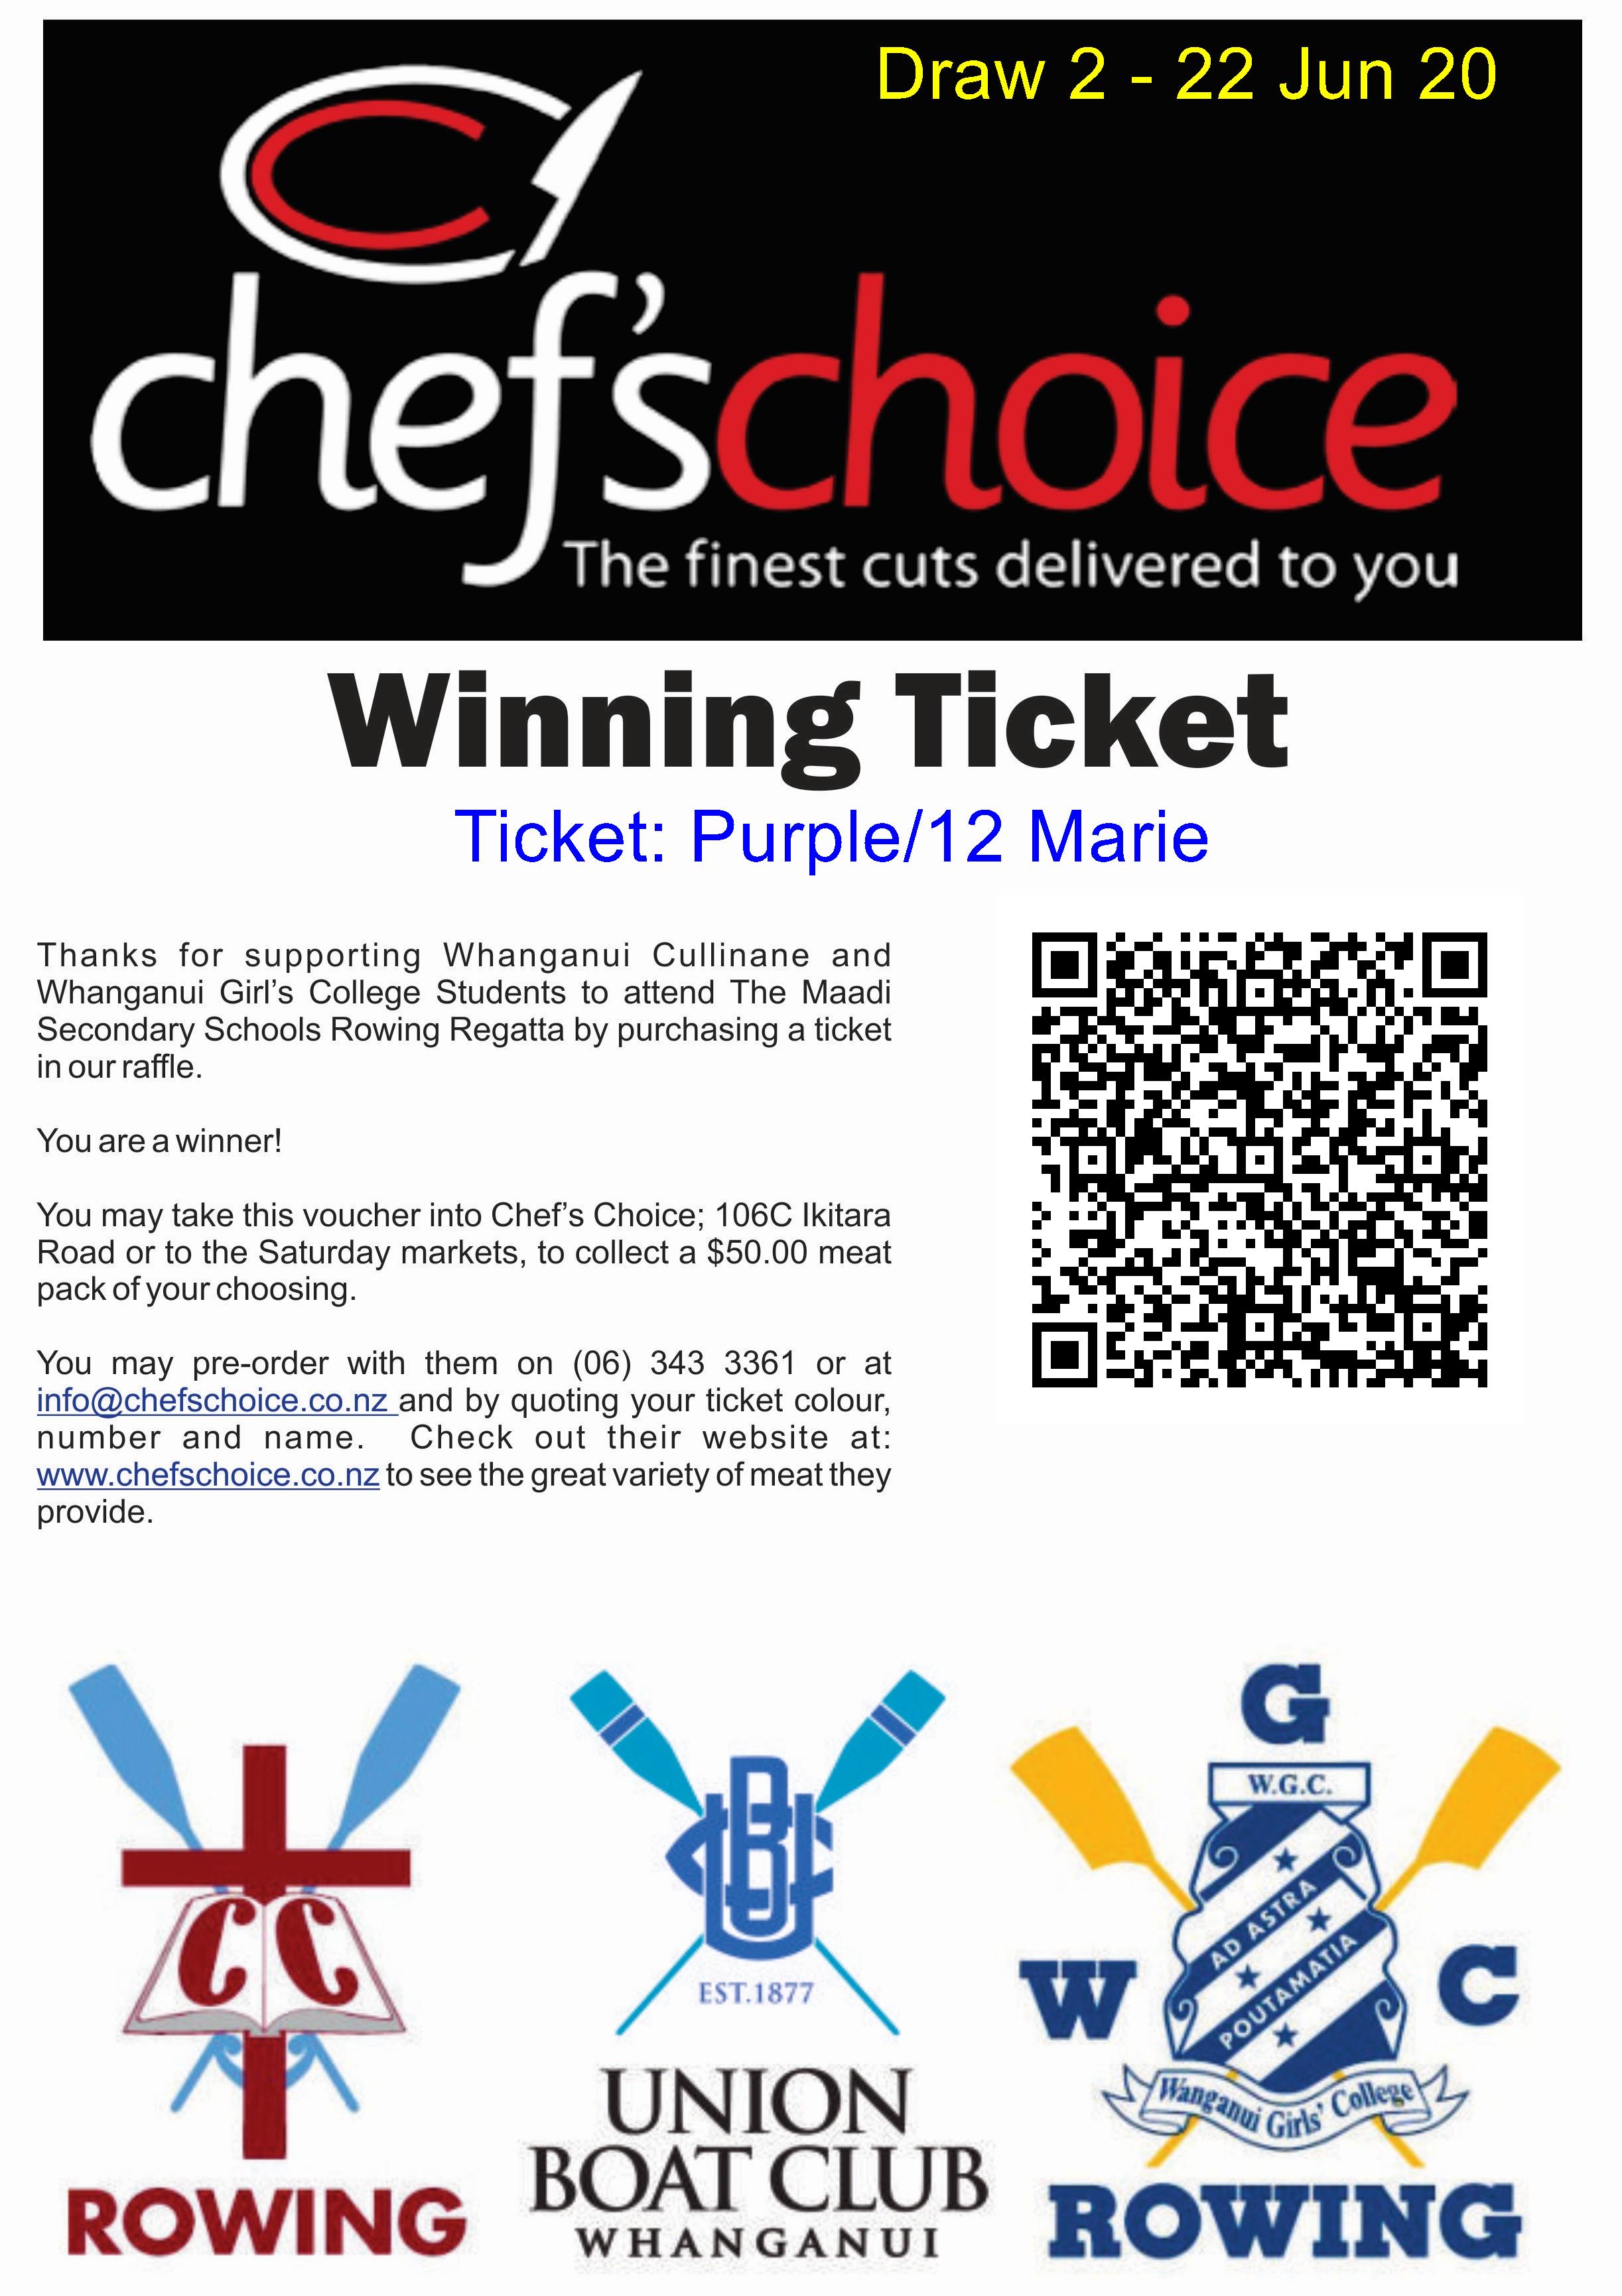 Draw 2 - 22 Jun 20
chef'schoice
The finest cuts delivered to you
Winning Ticket
Ticket: Purple/12 Marie
Thanks for supporting Whanganui Cullinane and
Whanganui Girl’s College Students to attend The Maadi
Secondary Schools Rowing Regatta by purchasing a ticket
in our raffle.
You are a winner!
You may take this voucher into Chef’s Choice; 106C Ikitara
Road or to the Saturday markets, to collect a $50.00 meat
pack of your choosing.
You may pre-order with them on (06) 343 3361 or at
info@chefschoice.co.nz and by quoting your ticket colour,
number and name. Check out their website at:
www.chefschoice.co.nz to see the great variety of meat they
provide.
CC
ROWING
UBC
EST.1877
UNION
BOAT CLUB
WHANGANUI
G
W.G.C.
AD ASTRA
POUTAMATIA
W C
Wanganui Girls' College
ROWING